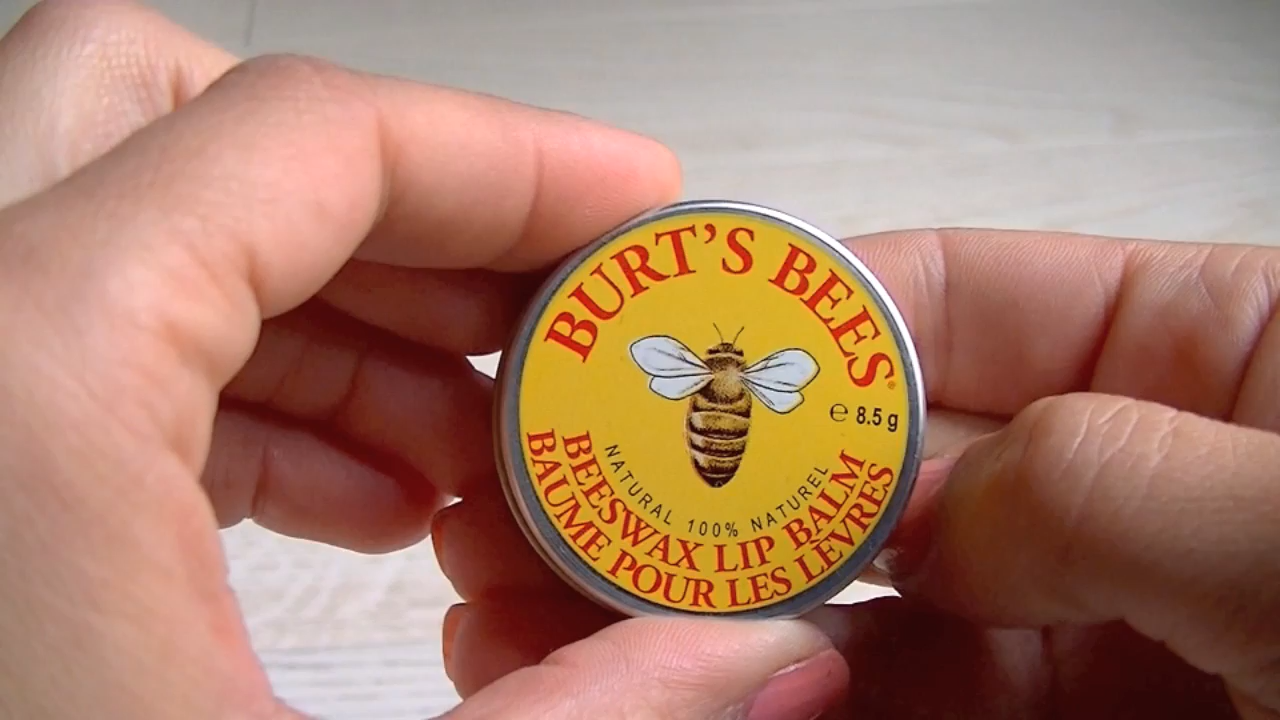 BURT'S BEES®
℮ 8.5 g
NATURAL 100% NATUREL
BEESWAX LIP BALM
BAUME POUR LES LÈVRES